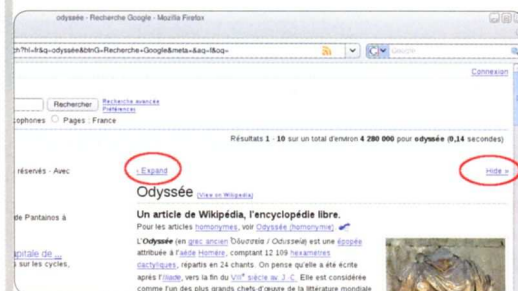 odyssée - Recherche Google - Mozilla Firefox
h?hl=fr&q=odyssée&btnG=Recherche+Google&meta=&aq=f&oq=
Google
Connexion
Rechercher
Recherche avancée
Préférences
cophones Pages : France
Résultats 1 - 10 sur un total d'environ 4 280 000 pour odyssée (0,14 secondes)
réservés - Avec
‹ Expand
Hide »
Odyssée [View on Wikipedia]
Un article de Wikipédia, l'encyclopédie libre.
de Pantainos à
Pour les articles homonymes, voir Odyssée (homonymie)
L'Odyssée (en grec ancien Ὀδύσσεια / Odússeia) est une épopée
attribuée à l'aède Homère, comptant 12 109 hexamètres
pitale de ...
s sur les cycles,
dactyliques, répartis en 24 chants. On pense qu'elle a été écrite
après l'Iliade, vers la fin du VIIIe siècle av. J.-C. Elle est considérée
comme l'un des plus grands chefs-d'œuvre de la littérature mondiale